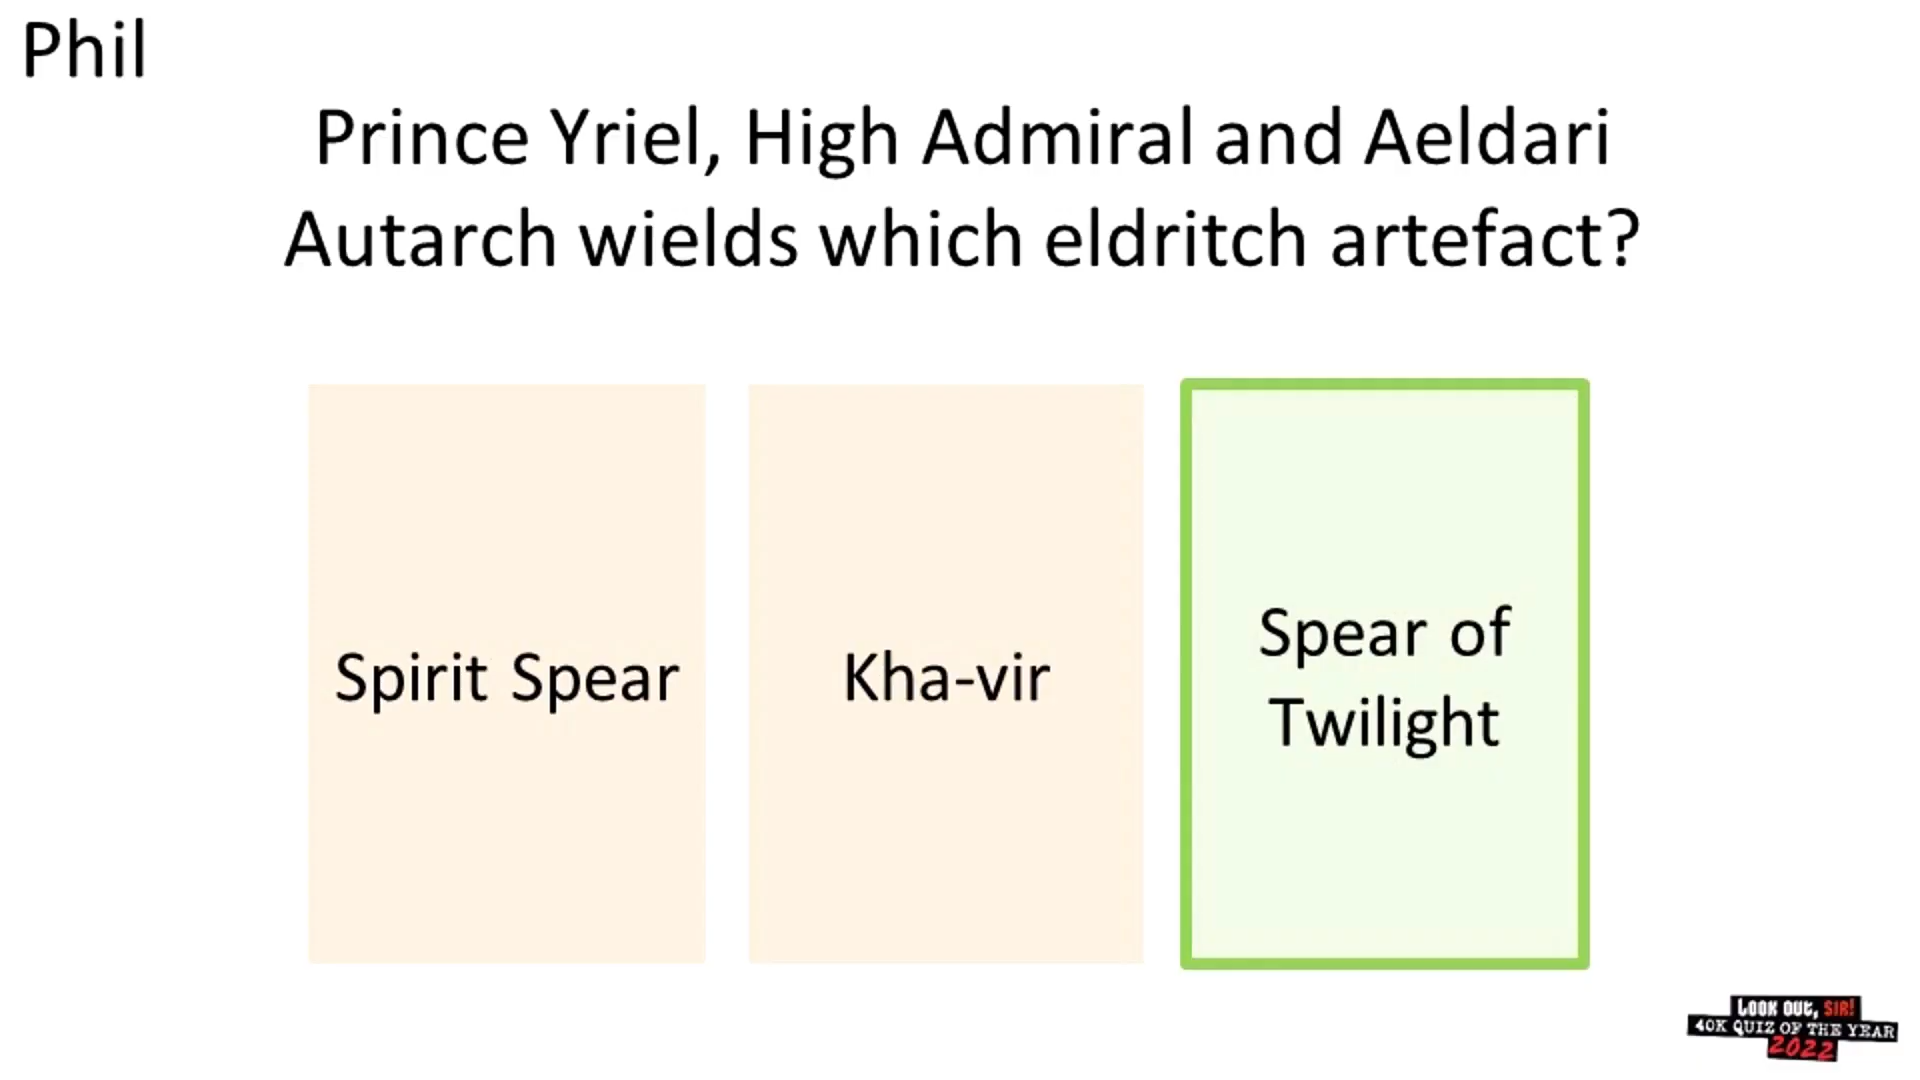 Phil
Prince Yriel, High Admiral and Aeldari
Autarch wields which eldritch artefact?
Spirit Spear
Kha-vir
Spear of
Twilight
LOOK OUT, SIR!
40K QUIZ OF THE YEAR
2022